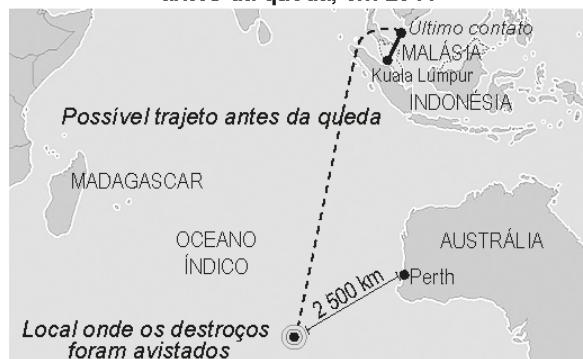 Último contato
MALÁSIA
Kuala Lumpur
INDONÉSIA
Possível trajeto antes da queda
MADAGASCAR
OCEANO
ÍNDICO
AUSTRÁLIA
Perth
2 500 km
Local onde os destroços
foram avistados